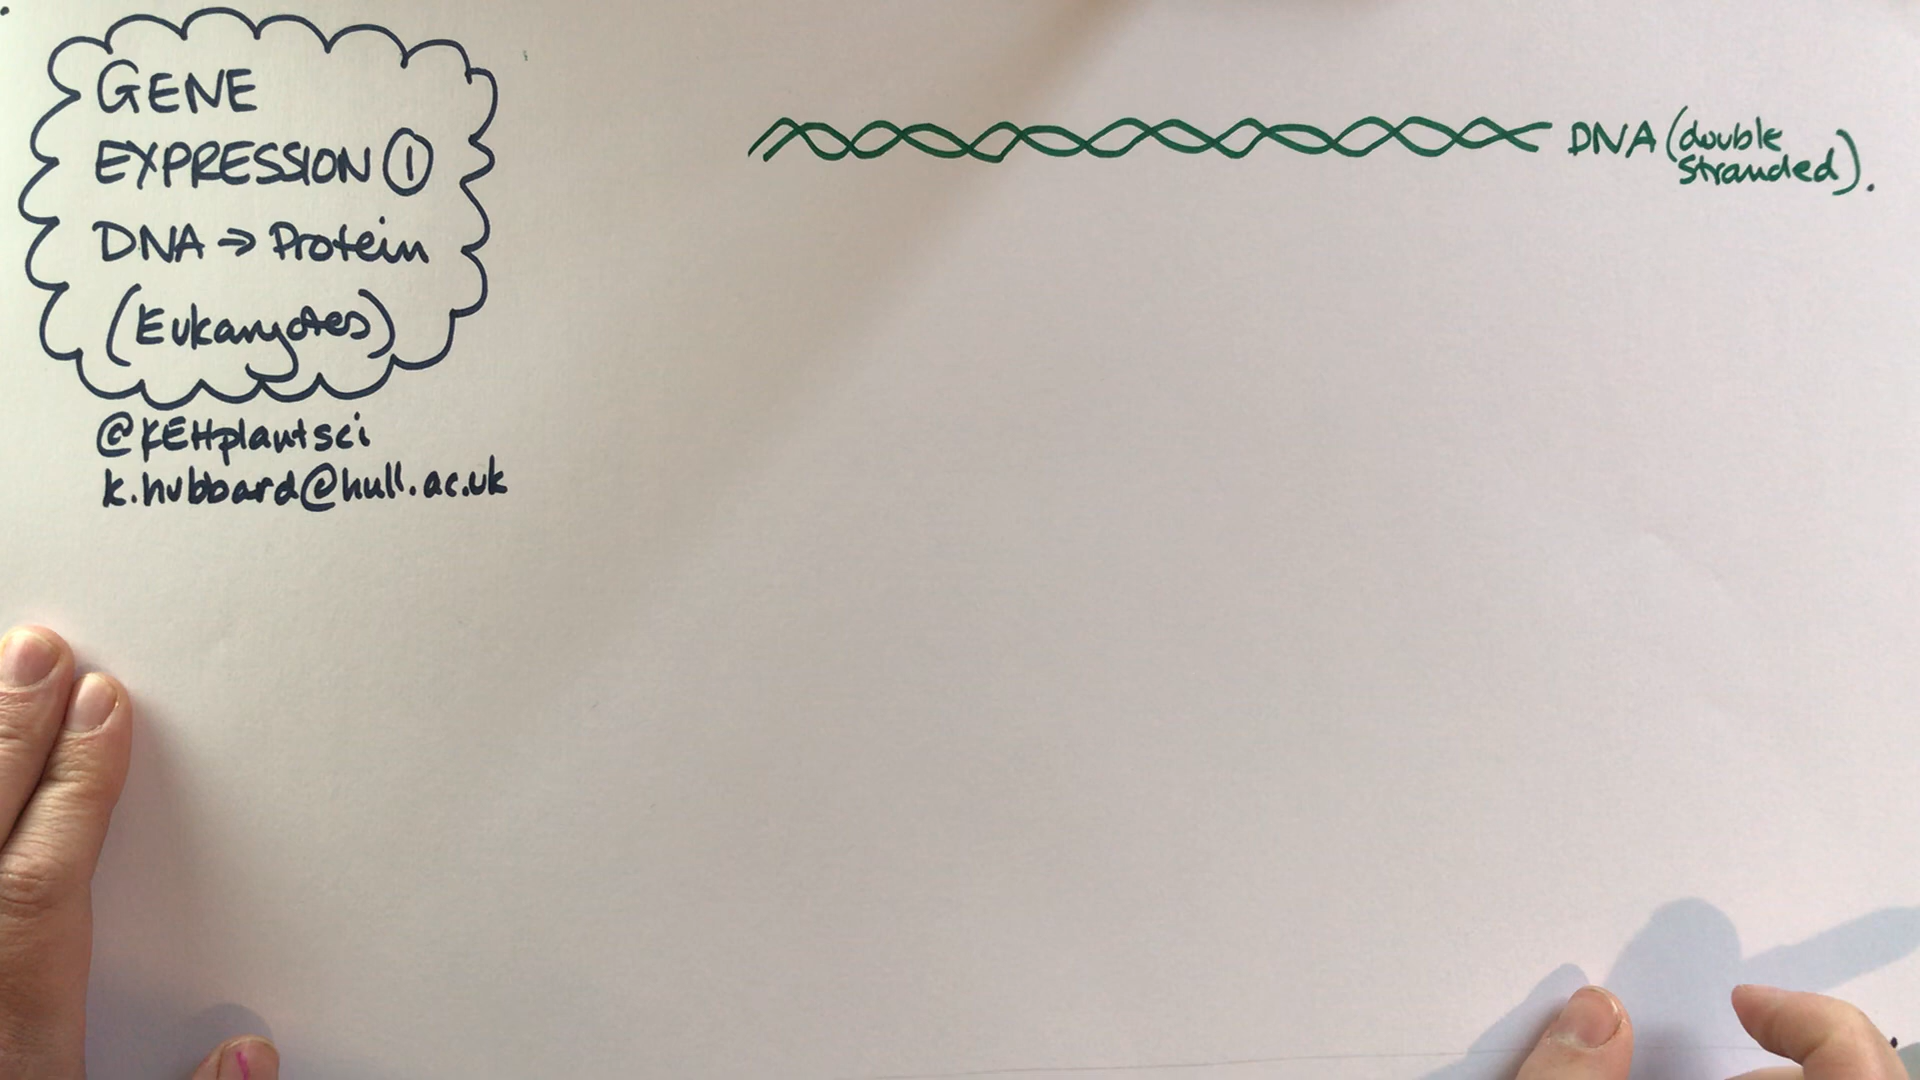 GENE
EXPRESSION ①
DNA → Protein
(Eukaryotes)
@KEHplantsci
k.hubbard@hull.ac.uk
DNA (double
stranded).